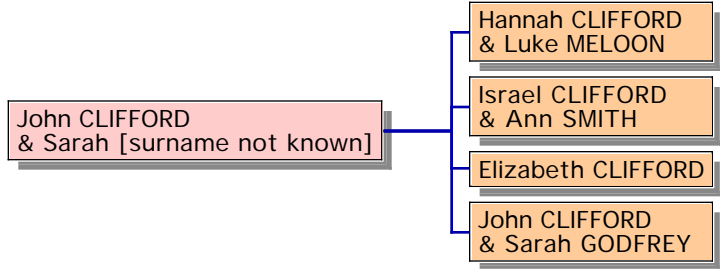 John CLIFFORD
& Sarah [surname not known]
Hannah CLIFFORD
& Luke MELOON
Israel CLIFFORD
& Ann SMITH
Elizabeth CLIFFORD
John CLIFFORD
& Sarah GODFREY